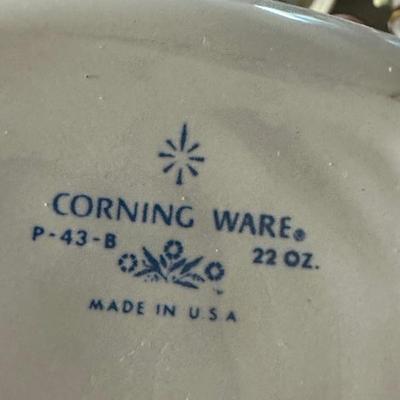 CORNING WARE®
P-43-B 22 OZ.
MADE IN U.S.A